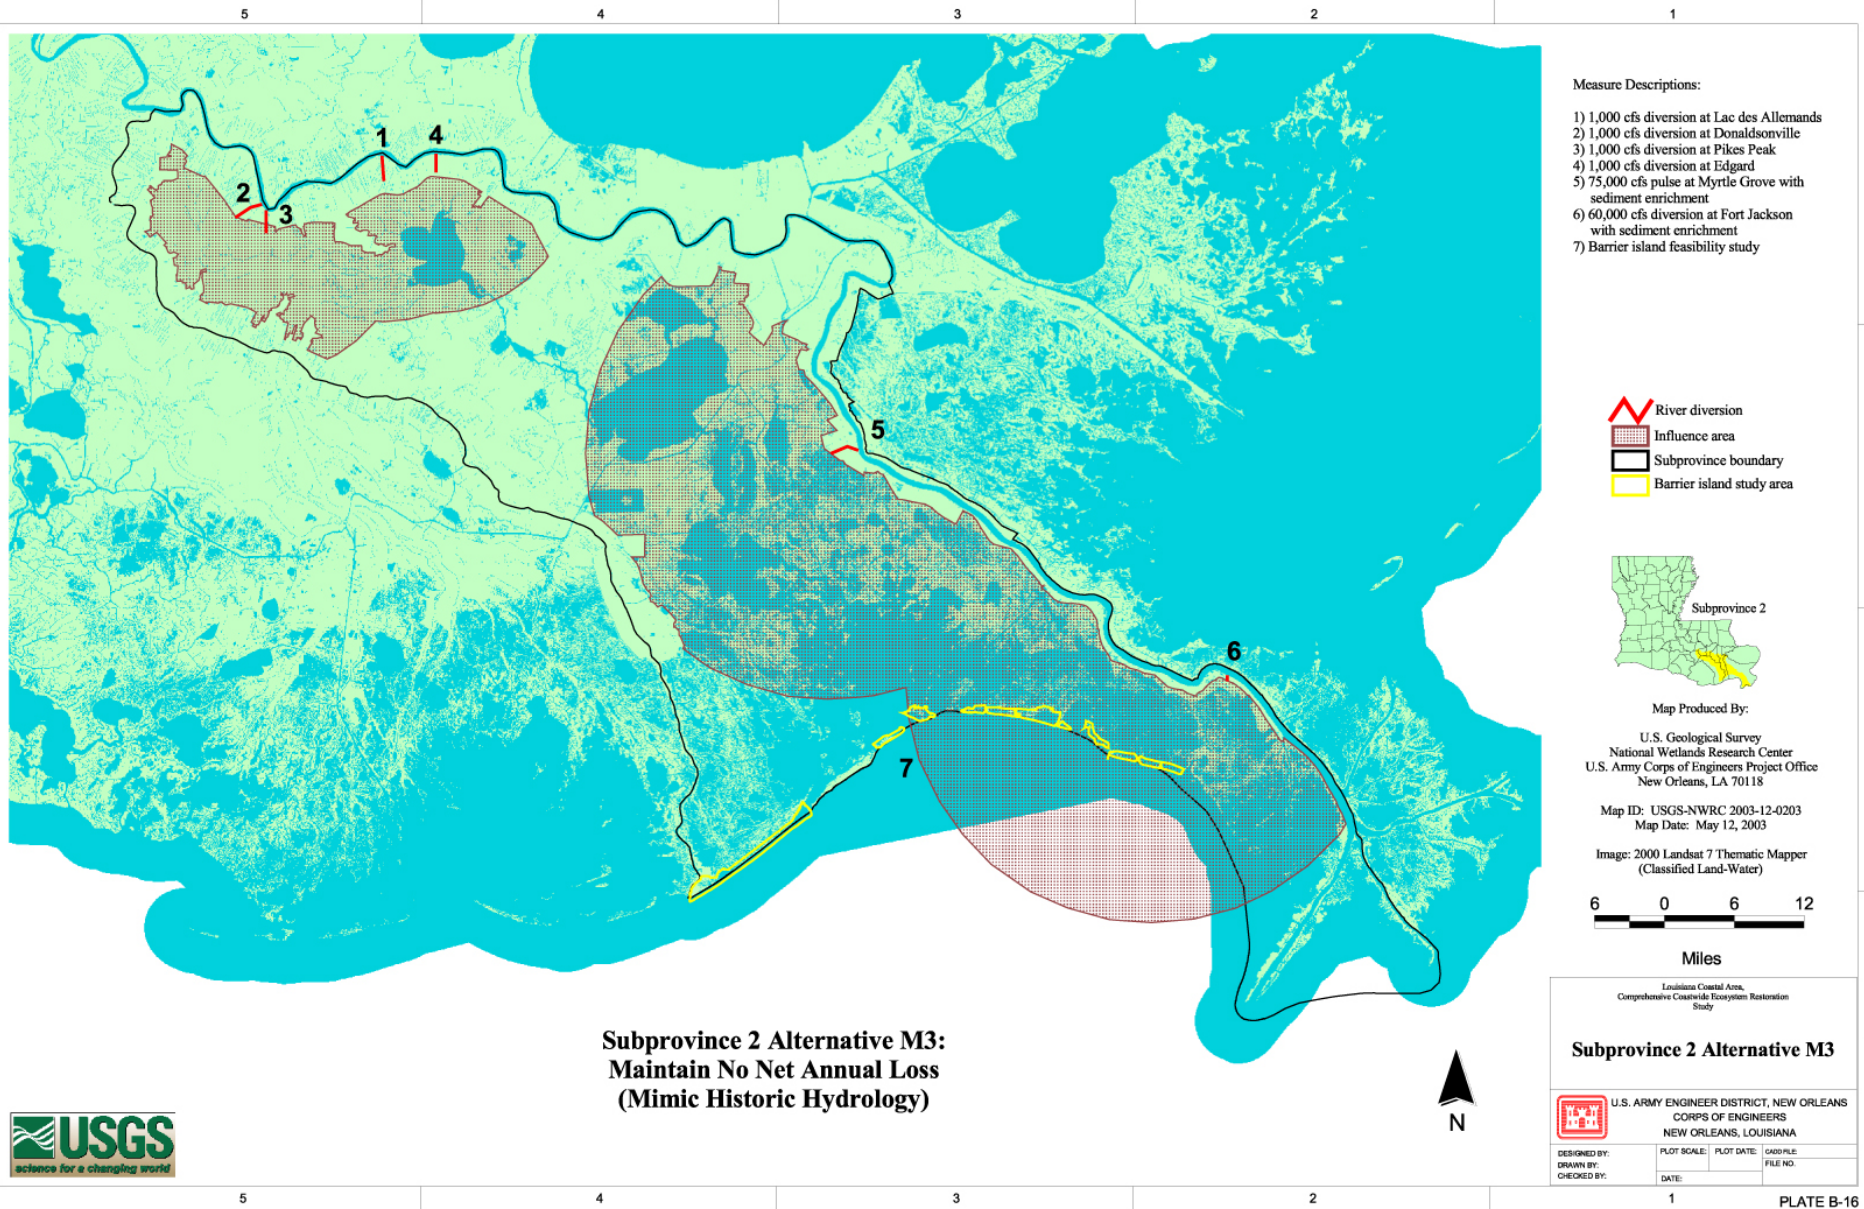 5 4 3 2 1
Measure Descriptions:
1) 1,000 cfs diversion at Lac des Allemands
2) 1,000 cfs diversion at Donaldsonville
3) 1,000 cfs diversion at Pikes Peak
4) 1,000 cfs diversion at Edgard
5) 75,000 cfs pulse at Myrtle Grove with
sediment enrichment
6) 60,000 cfs diversion at Fort Jackson
with sediment enrichment
7) Barrier island feasibility study
1
4
2
3
5
6
7
River diversion
Influence area
Subprovince boundary
Barrier island study area
Subprovince 2
Map Produced By:
U.S. Geological Survey
National Wetlands Research Center
U.S. Army Corps of Engineers Project Office
New Orleans, LA 70118
Map ID: USGS-NWRC 2003-12-0203
Map Date: May 12, 2003
Image: 2000 Landsat 7 Thematic Mapper
(Classified Land-Water)
6 0 6 12
Miles
Subprovince 2 Alternative M3:
Maintain No Net Annual Loss
(Mimic Historic Hydrology)
N
USGS
science for a changing world
Louisiana Coastal Area,
Comprehensive Coastwide Ecosystem Restoration
Study
Subprovince 2 Alternative M3
U.S. ARMY ENGINEER DISTRICT, NEW ORLEANS
CORPS OF ENGINEERS
NEW ORLEANS, LOUISIANA
DESIGNED BY:
DRAWN BY:
CHECKED BY:
PLOT SCALE: PLOT DATE: CADD FILE:
FILE NO.
DATE:
5 4 3 2 1
PLATE B-16